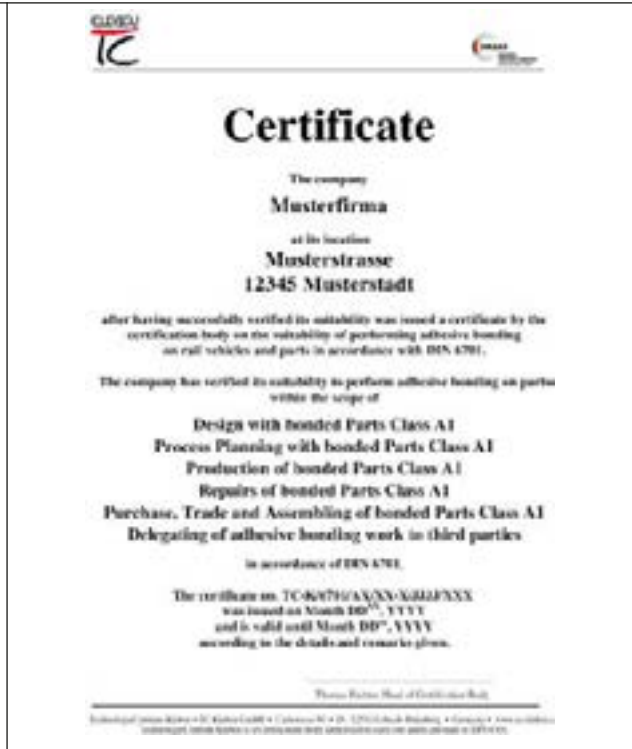 TC
Certificate
The company
Musterfirma
at its location
Musterstrasse
12345 Musterstadt
after having successfully verified its suitability was issued a certificate by the
certification body on the suitability of performing adhesive bonding
on rail vehicles and parts in accordance with DIN 6701.
The company has verified its suitability to perform adhesive bonding on parts
within the scope of
Design with bonded Parts Class A1
Process Planning with bonded Parts Class A1
Production of bonded Parts Class A1
Repairs of bonded Parts Class A1
Purchase, Trade and Assembling of bonded Parts Class A1
Delegating of adhesive bonding work to third parties
in accordance of DIN 6701.
The certificate no.
was issued on Month DD, YYYY
and is valid until Month DD, YYYY
according to the details and remarks given.
Head of Certification Body